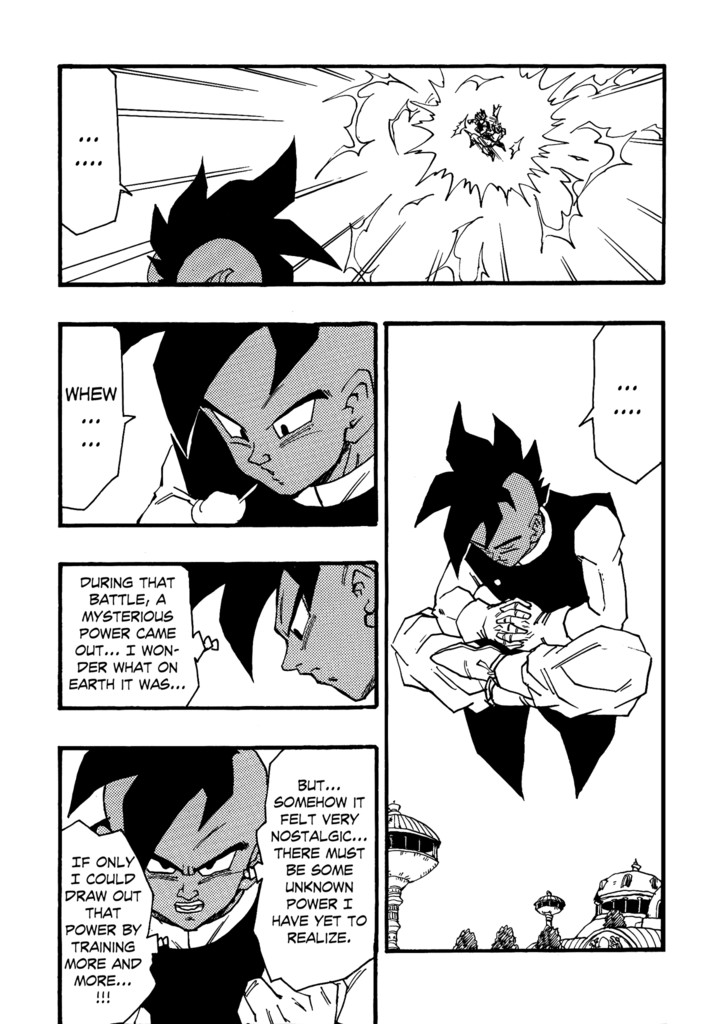 ...
....
WHEW
...
...
...
....
DURING THAT
BATTLE, A
MYSTERIOUS
POWER CAME
OUT... I WON-
DER WHAT ON
EARTH IT WAS...
BUT...
SOMEHOW IT
FELT VERY
NOSTALGIC...
THERE MUST
BE SOME
UNKNOWN
POWER I
HAVE YET TO
REALIZE.
IF ONLY
I COULD
DRAW OUT
THAT
POWER BY
TRAINING
MORE AND
MORE...
!!!